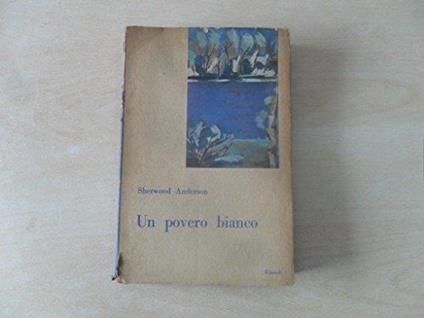 Sherwood Anderson
Un povero bianco
Einaudi